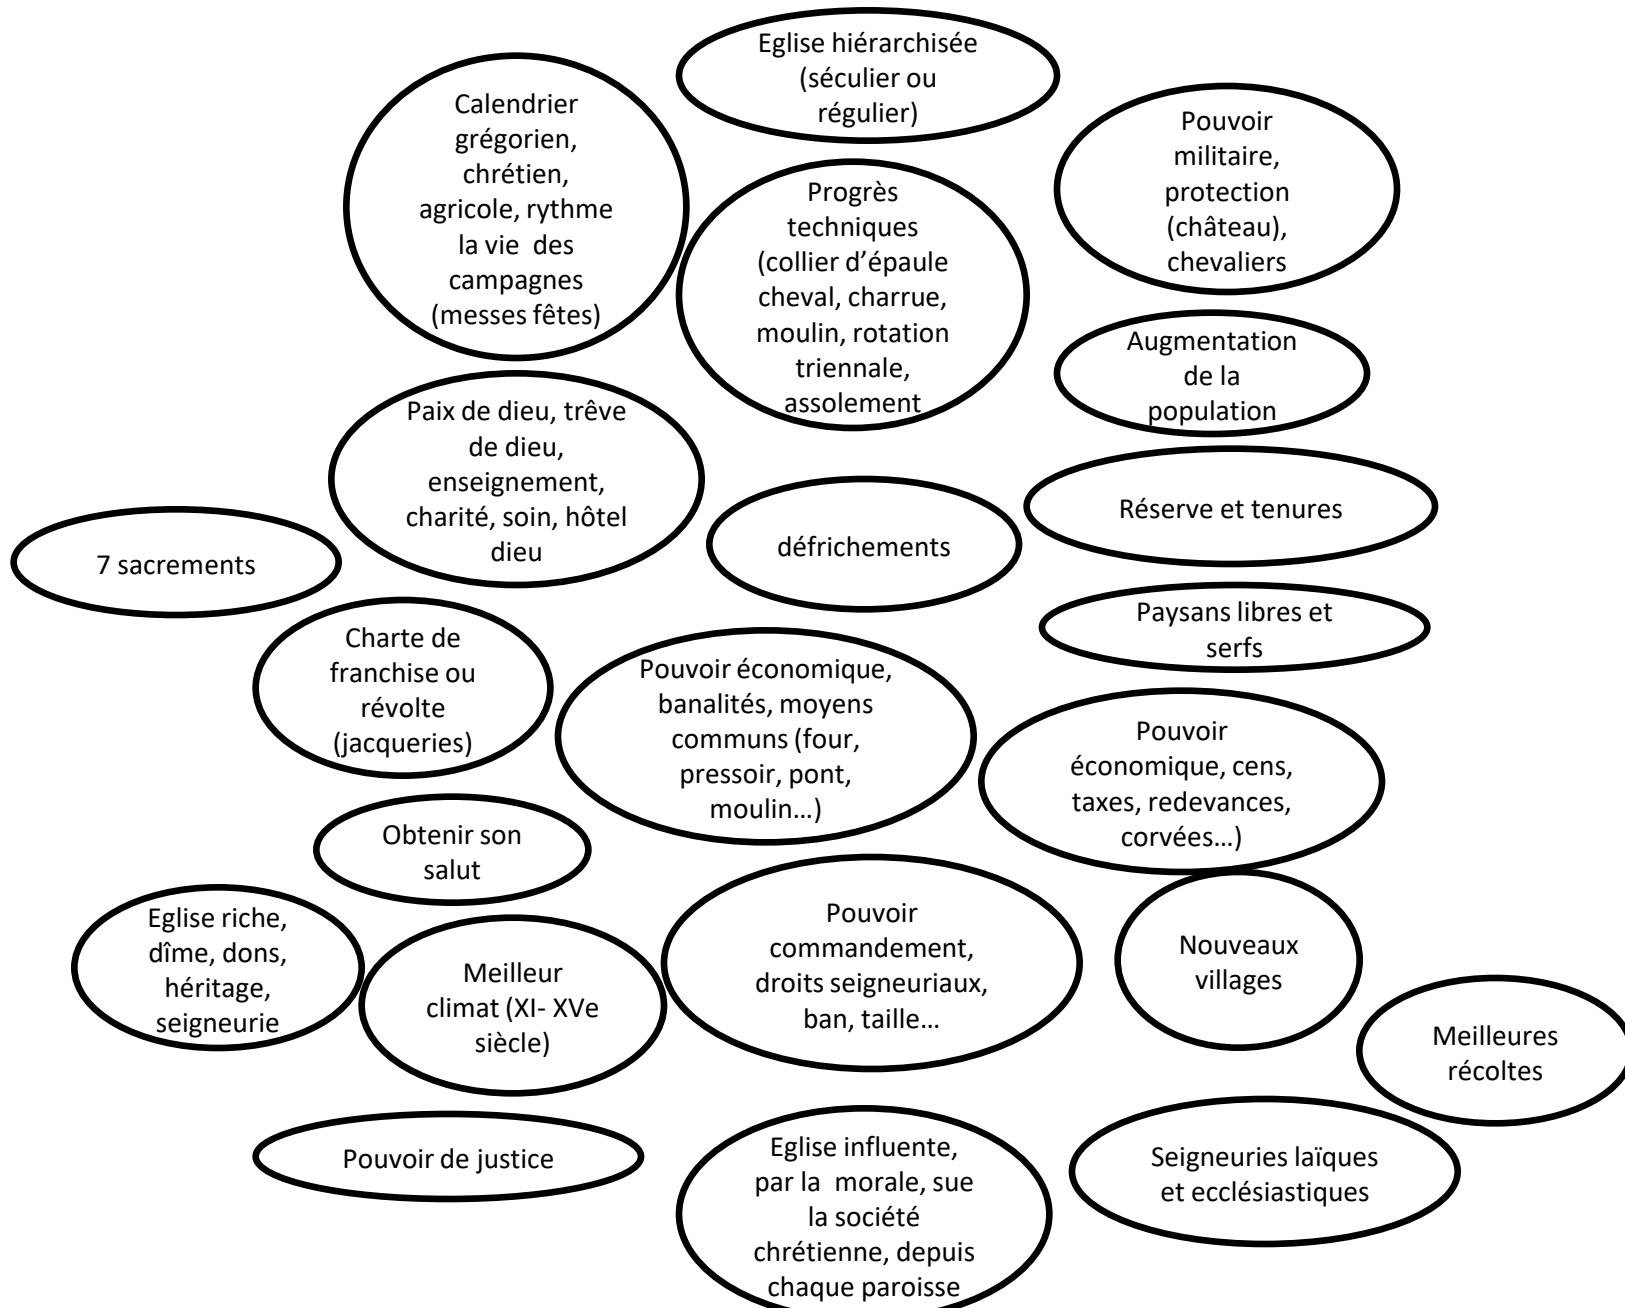 Eglise hiérarchisée
(séculier ou
régulier)
Calendrier
grégorien,
chrétien,
agricole, rythme
la vie des
campagnes
(messes fêtes)
Pouvoir
militaire,
protection
(château),
chevaliers
Progrès
techniques
(collier d’épaule
cheval, charrue,
moulin, rotation
triennale,
assolement
Augmentation
de la
population
Paix de dieu, trêve
de dieu,
enseignement,
charité, soin, hôtel
dieu
Réserve et tenures
défrichements
7 sacrements
Paysans libres et
serfs
Charte de
franchise ou
révolte
(jacqueries)
Pouvoir économique,
banalités, moyens
communs (four,
pressoir, pont,
moulin…)
Pouvoir
économique, cens,
taxes, redevances,
corvées…)
Obtenir son
salut
Eglise riche,
dîme, dons,
héritage,
seigneurie
Meilleur
climat (XI- XVe
siècle)
Pouvoir
commandement,
droits seigneuriaux,
ban, taille…
Nouveaux
villages
Meilleures
récoltes
Pouvoir de justice
Eglise influente,
par la morale, sue
la société
chrétienne, depuis
chaque paroisse
Seigneuries laïques
et ecclésiastiques